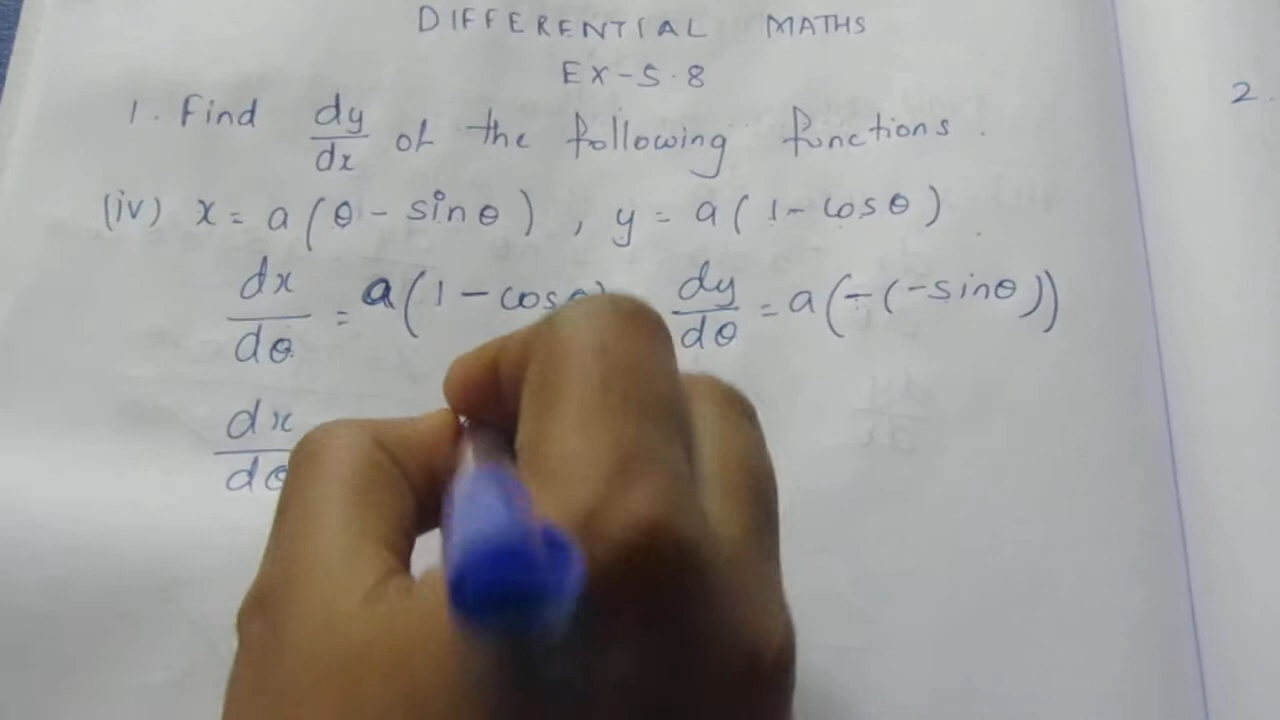 DIFFERENTIAL MATHS
EX-5.8
1. Find dy/dx of the following functions.
2.
(iv) x = a(θ - sinθ), y = a(1 - cosθ)
dx/dθ = a(1 - cosθ) dy/dθ = a(-(-sinθ))
dx/dθ